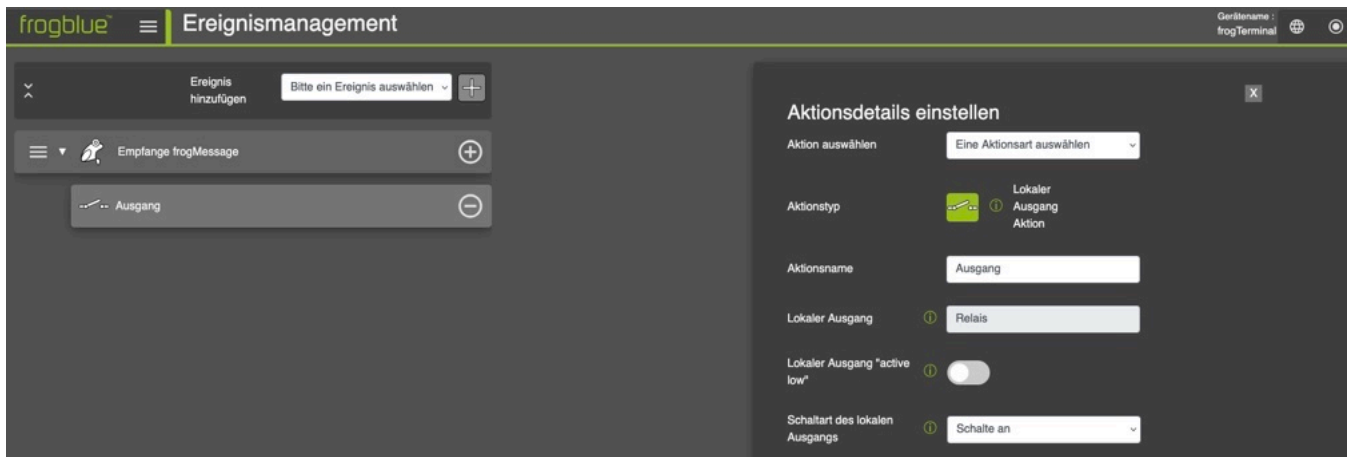 frogblue™
Ereignismanagement
Gerätename :
frogTerminal
Ereignis
hinzufügen
Bitte ein Ereignis auswählen
Empfange frogMessage
Ausgang
X
Aktionsdetails einstellen
Aktion auswählen
Eine Aktionsart auswählen
Aktionstyp
Lokaler
Ausgang
Aktion
Aktionsname
Ausgang
Lokaler Ausgang
Relais
Lokaler Ausgang "active
low"
Schaltart des lokalen
Ausgangs
Schalte an